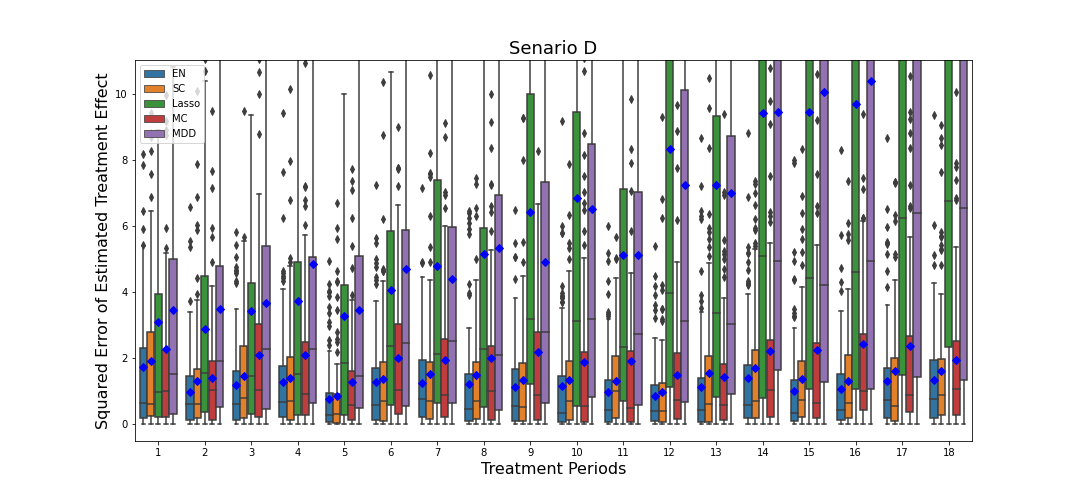 Senario D
Squared Error of Estimated Treatment Effect
10
8
6
4
2
0
EN
SC
Lasso
MC
MDD
1 2 3 4 5 6 7 8 9 10 11 12 13 14 15 16 17 18
Treatment Periods